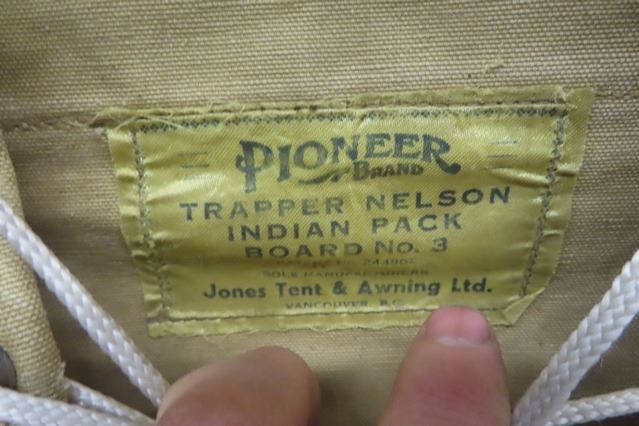 PIONEER
BRAND
TRAPPER NELSON
INDIAN PACK
BOARD No. 3
SOLE MANUFACTURERS
Jones Tent & Awning Ltd.
VANCOUVER, B.C.